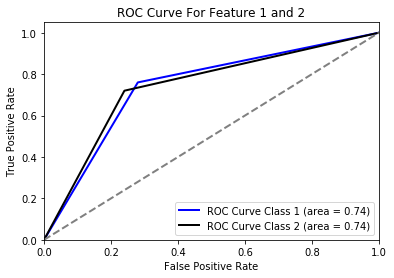 ROC Curve For Feature 1 and 2
True Positive Rate
1.0
0.8
0.6
0.4
0.2
0.0
ROC Curve Class 1 (area = 0.74)
ROC Curve Class 2 (area = 0.74)
0.0 0.2 0.4 0.6 0.8 1.0
False Positive Rate